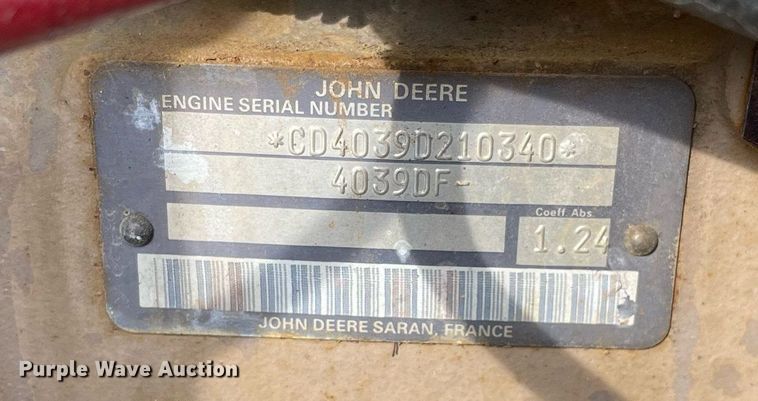 JOHN DEERE
ENGINE SERIAL NUMBER
*CD4039D210340*
4039DF-
Coeff. Abs
1.24
JOHN DEERE SARAN, FRANCE
Purple Wave Auction